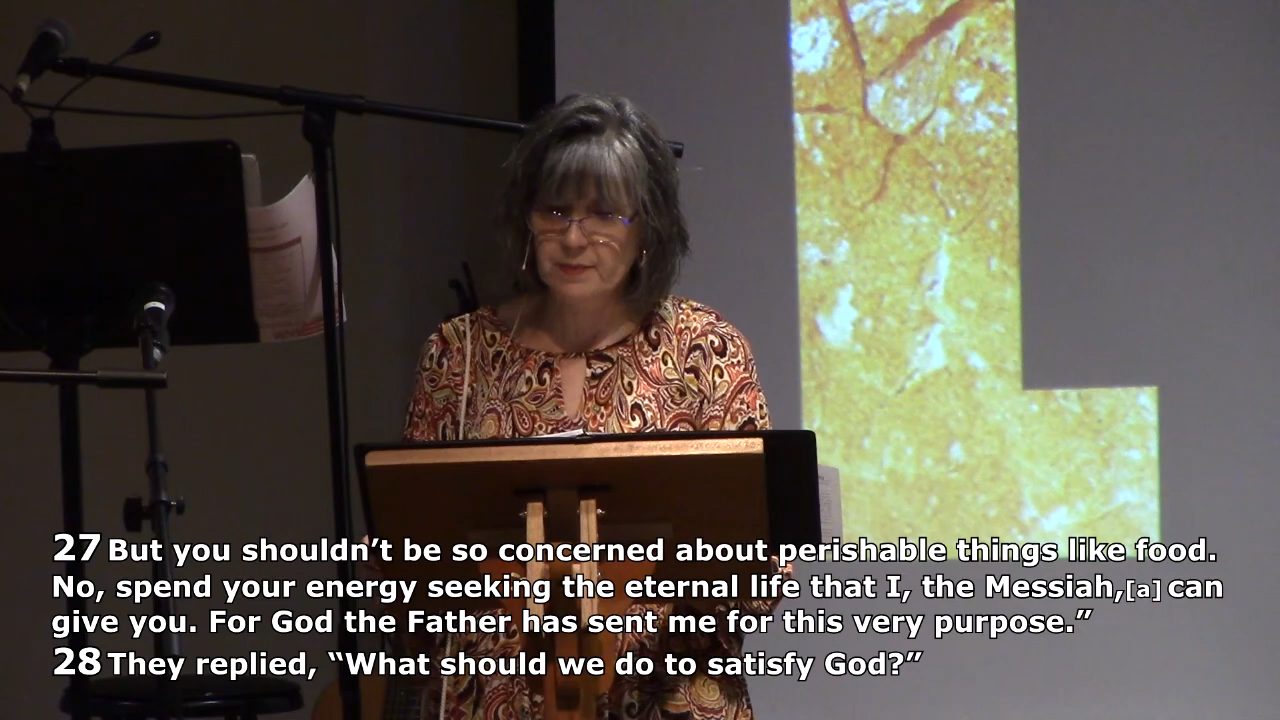 27 But you shouldn’t be so concerned about perishable things like food.
No, spend your energy seeking the eternal life that I, the Messiah,[a] can
give you. For God the Father has sent me for this very purpose.”
28 They replied, “What should we do to satisfy God?”